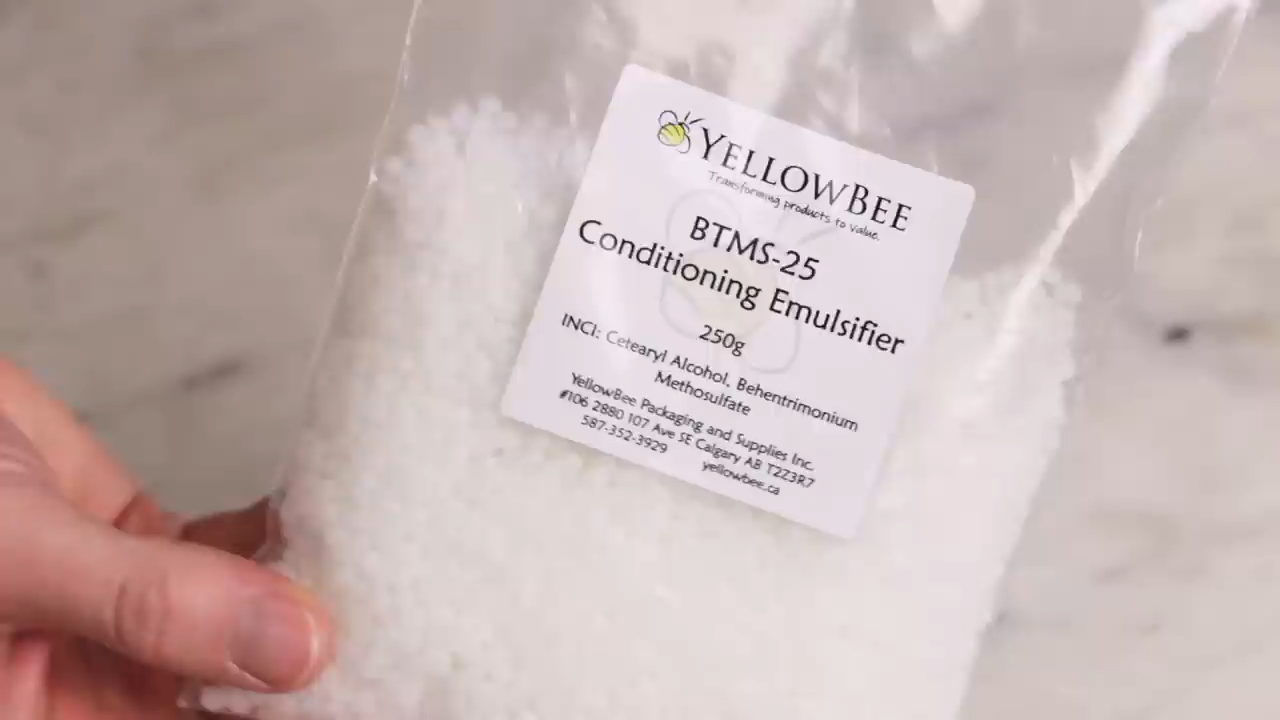 YELLOWBEE
Transforming products to value.
BTMS-25
Conditioning Emulsifier
250g
INCI: Cetearyl Alcohol, Behentrimonium
Methosulfate
YellowBee Packaging and Supplies Inc.
#106 2880 107 Ave SE Calgary AB T2Z3R7
587-352-3929 yellowbee.ca